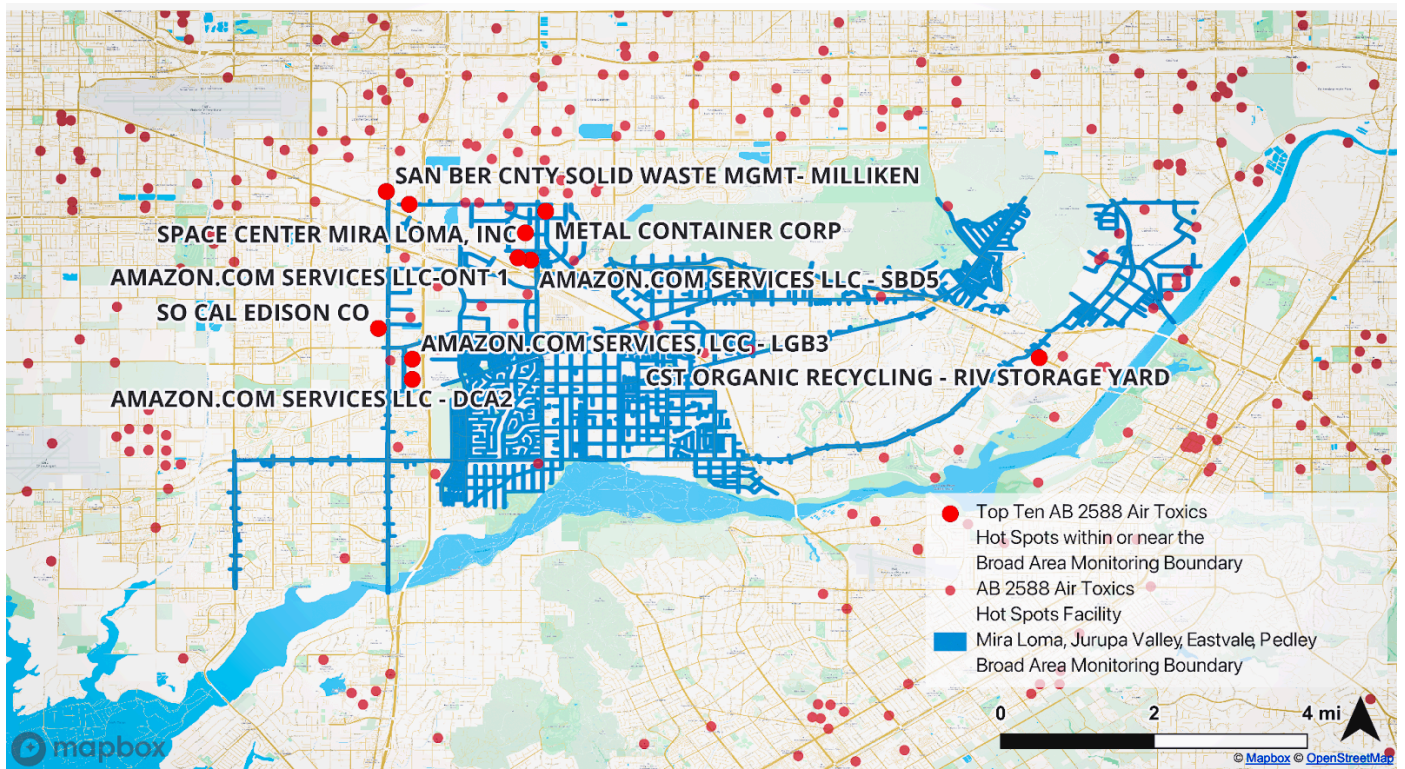 SAN BER CNTY SOLID WASTE MGMT- MILLIKEN
SPACE CENTER MIRA LOMA, INC
METAL CONTAINER CORP
AMAZON.COM SERVICES LLC-ONT 1
AMAZON.COM SERVICES LLC - SBD5
SO CAL EDISON CO
AMAZON.COM SERVICES, LCC - LGB3
CST ORGANIC RECYCLING - RIV STORAGE YARD
AMAZON.COM SERVICES LLC - DCA2
Top Ten AB 2588 Air Toxics
Hot Spots within or near the
Broad Area Monitoring Boundary
AB 2588 Air Toxics
Hot Spots Facility
Mira Loma, Jurupa Valley, Eastvale, Pedley
Broad Area Monitoring Boundary
0 2 4 mi
mapbox
© Mapbox © OpenStreetMap